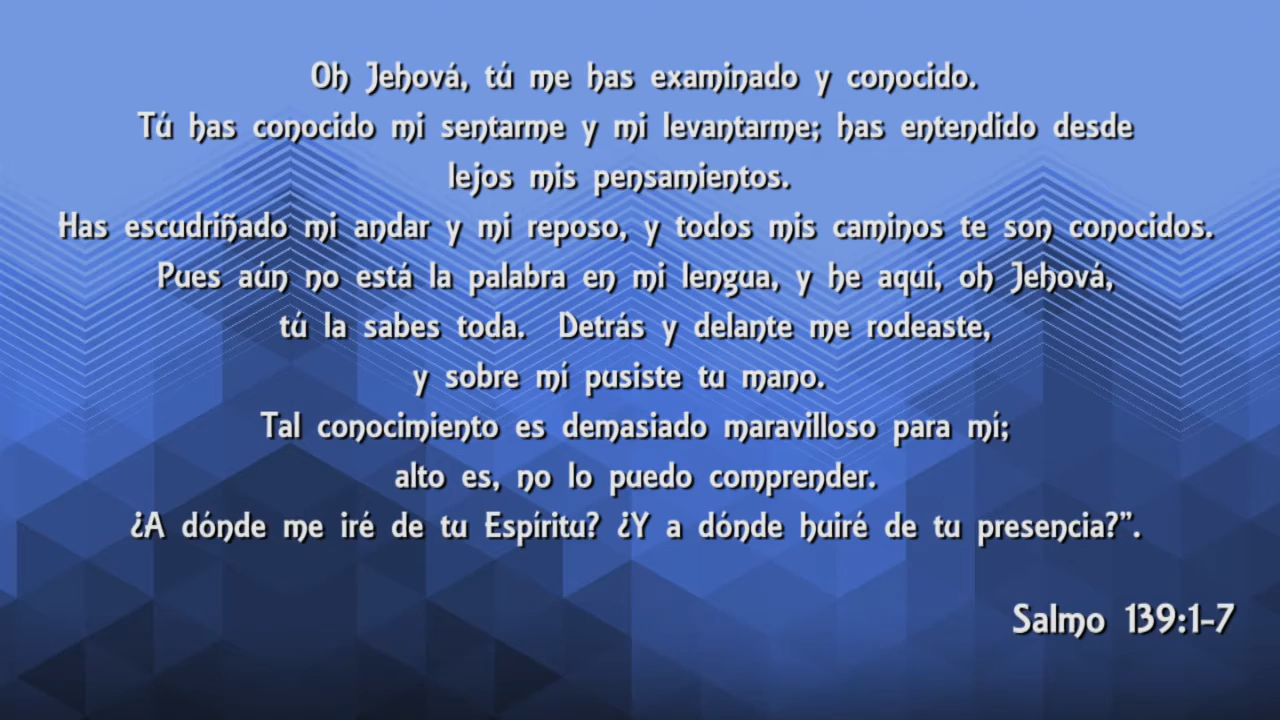 Oh Jehová, tú me has examinado y conocido.
Tú has conocido mi sentarme y mi levantarme; has entendido desde
lejos mis pensamientos.
Has escudriñado mi andar y mi reposo, y todos mis caminos te son conocidos.
Pues aún no está la palabra en mi lengua, y he aquí, oh Jehová,
tú la sabes toda. Detrás y delante me rodeaste,
y sobre mí pusiste tu mano.
Tal conocimiento es demasiado maravilloso para mí;
alto es, no lo puedo comprender.
¿A dónde me iré de tu Espíritu? ¿Y a dónde huiré de tu presencia?”.
Salmo 139:1-7